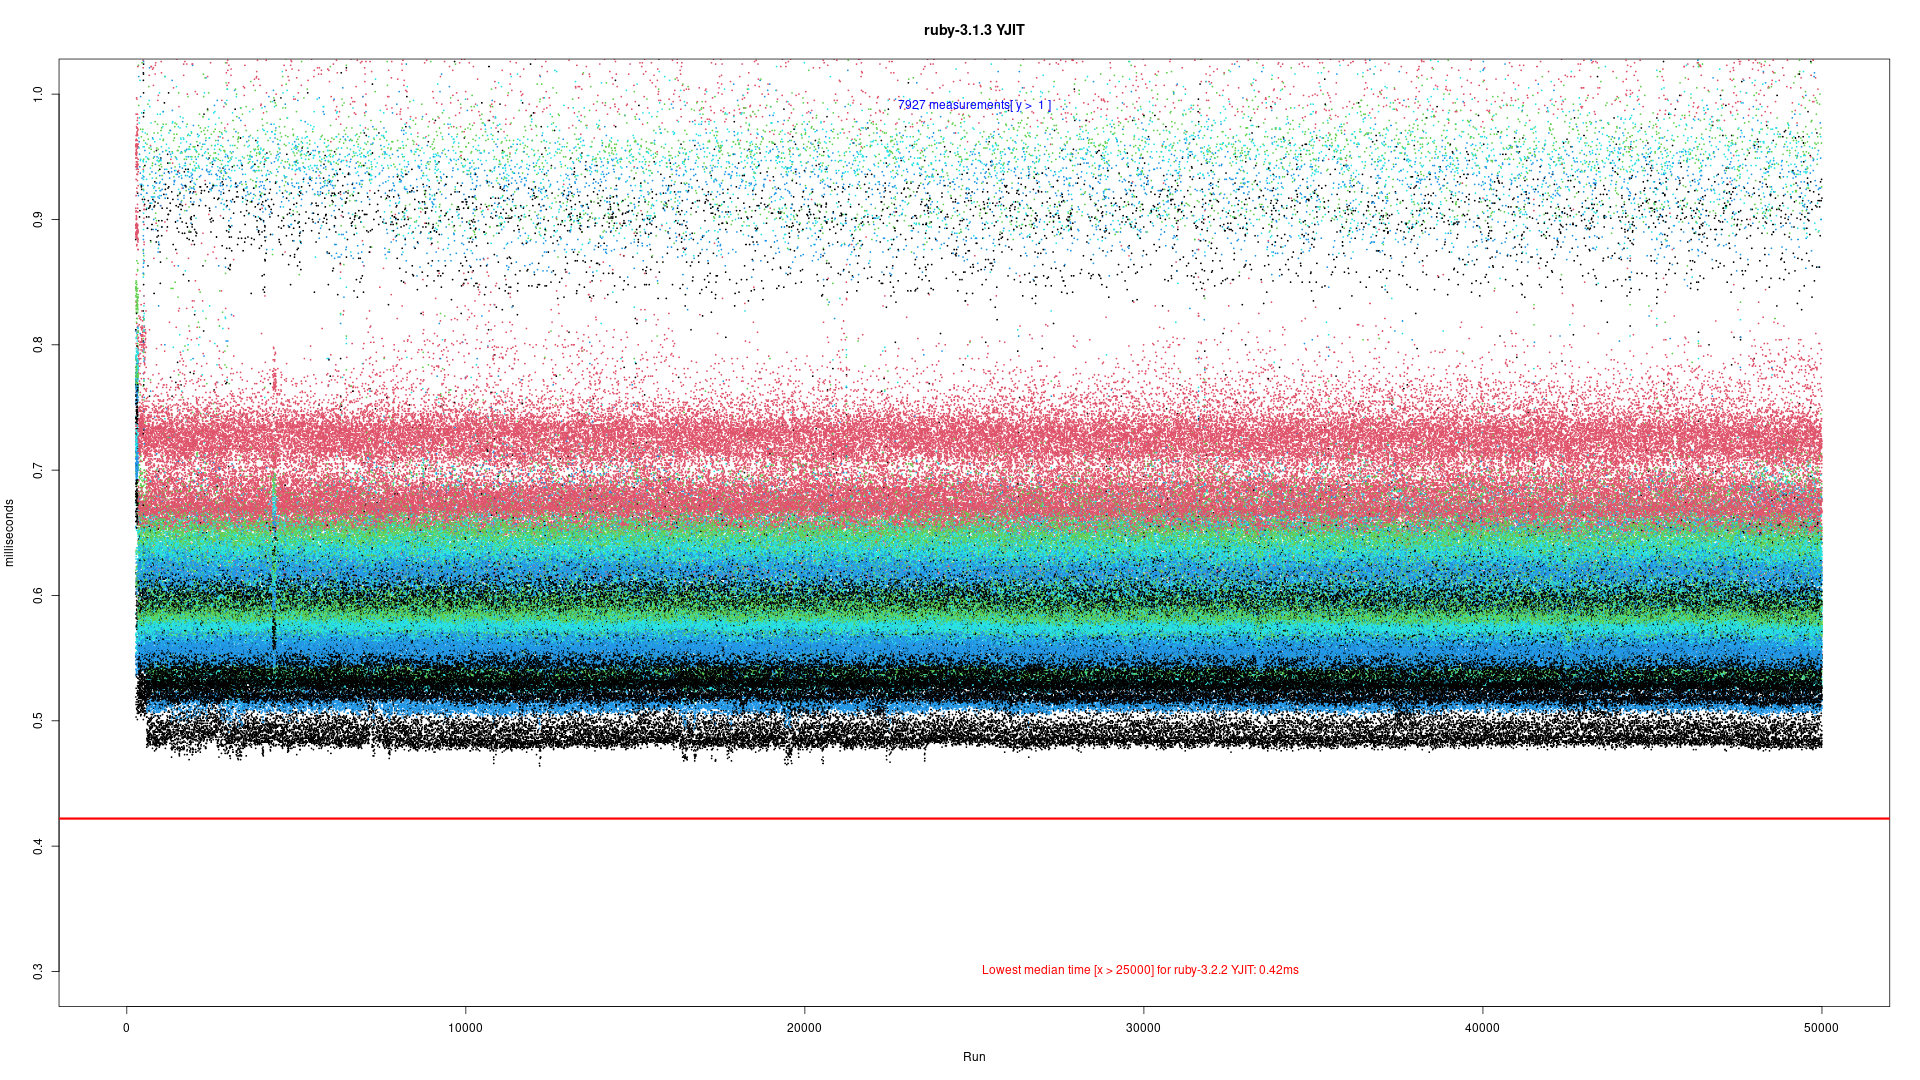 ruby-3.1.3 YJIT
7927 measurements[ y >  1 ]
1.0
0.9
0.8
0.7
0.6
0.5
0.4
0.3
milliseconds
Lowest median time [x > 25000] for ruby-3.2.2 YJIT: 0.42ms
0 10000 20000 30000 40000 50000
Run